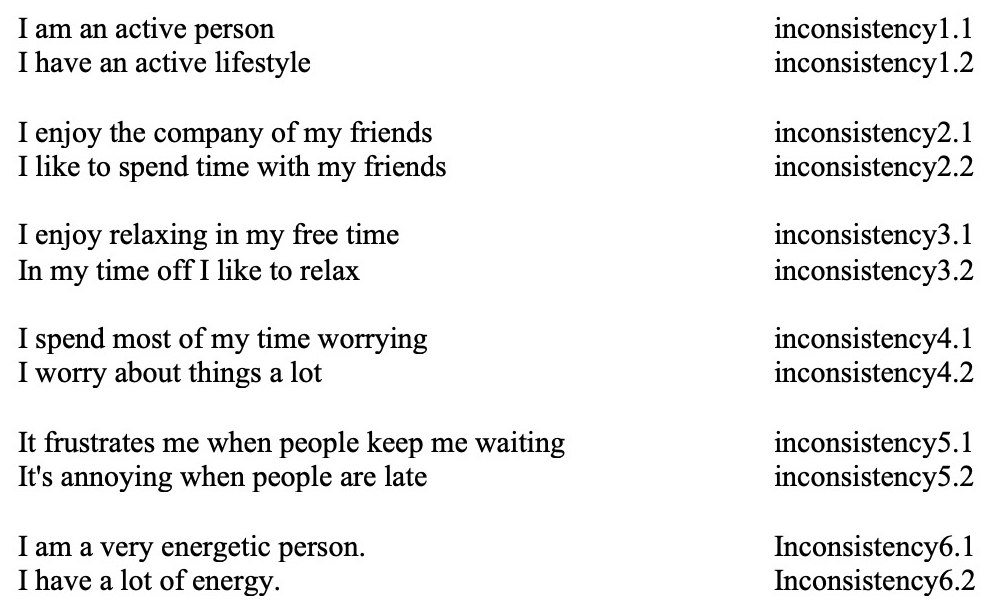 I am an active person inconsistency1.1
I have an active lifestyle inconsistency1.2
I enjoy the company of my friends inconsistency2.1
I like to spend time with my friends inconsistency2.2
I enjoy relaxing in my free time inconsistency3.1
In my time off I like to relax inconsistency3.2
I spend most of my time worrying inconsistency4.1
I worry about things a lot inconsistency4.2
It frustrates me when people keep me waiting inconsistency5.1
It's annoying when people are late inconsistency5.2
I am a very energetic person. Inconsistency6.1
I have a lot of energy. Inconsistency6.2